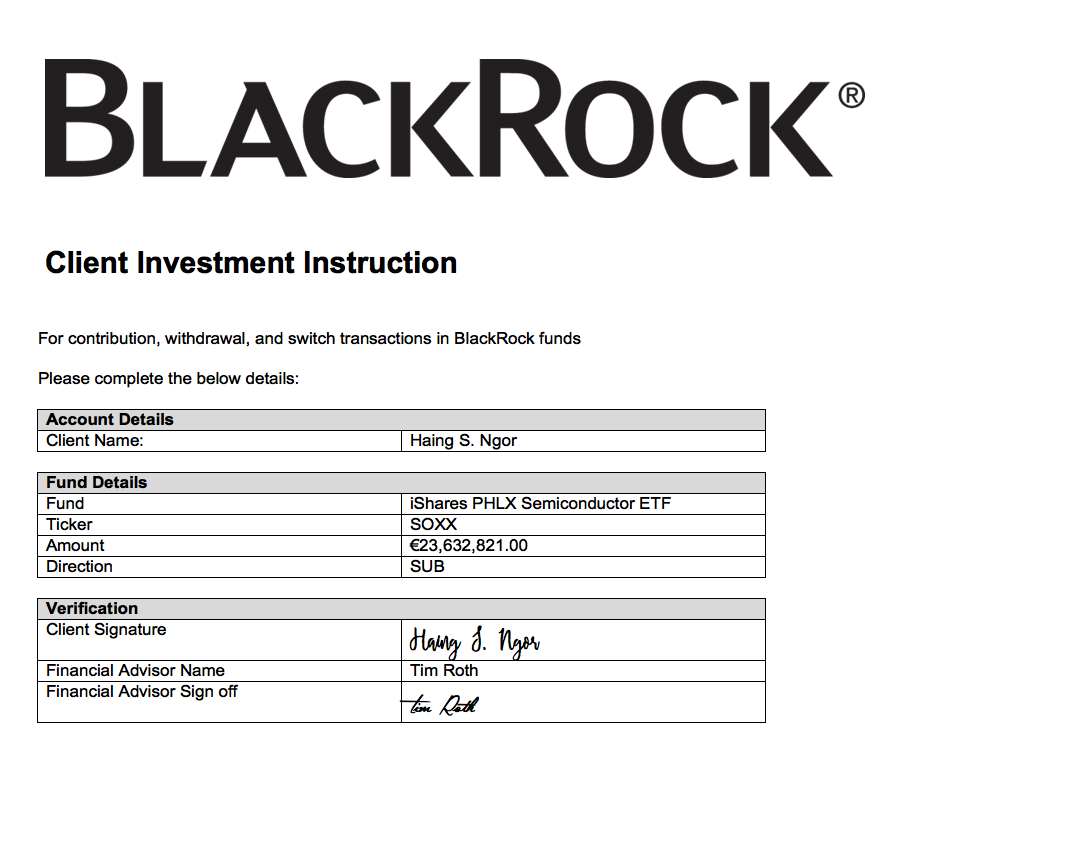 BLACKROCK®
Client Investment Instruction
For contribution, withdrawal, and switch transactions in BlackRock funds
Please complete the below details:
Account Details
Client Name: Haing S. Ngor
Fund Details
Fund iShares PHLX Semiconductor ETF
Ticker SOXX
Amount €23,632,821.00
Direction SUB
Verification
Client Signature Haing S. Ngor
Financial Advisor Name Tim Roth
Financial Advisor Sign off Tim Roth